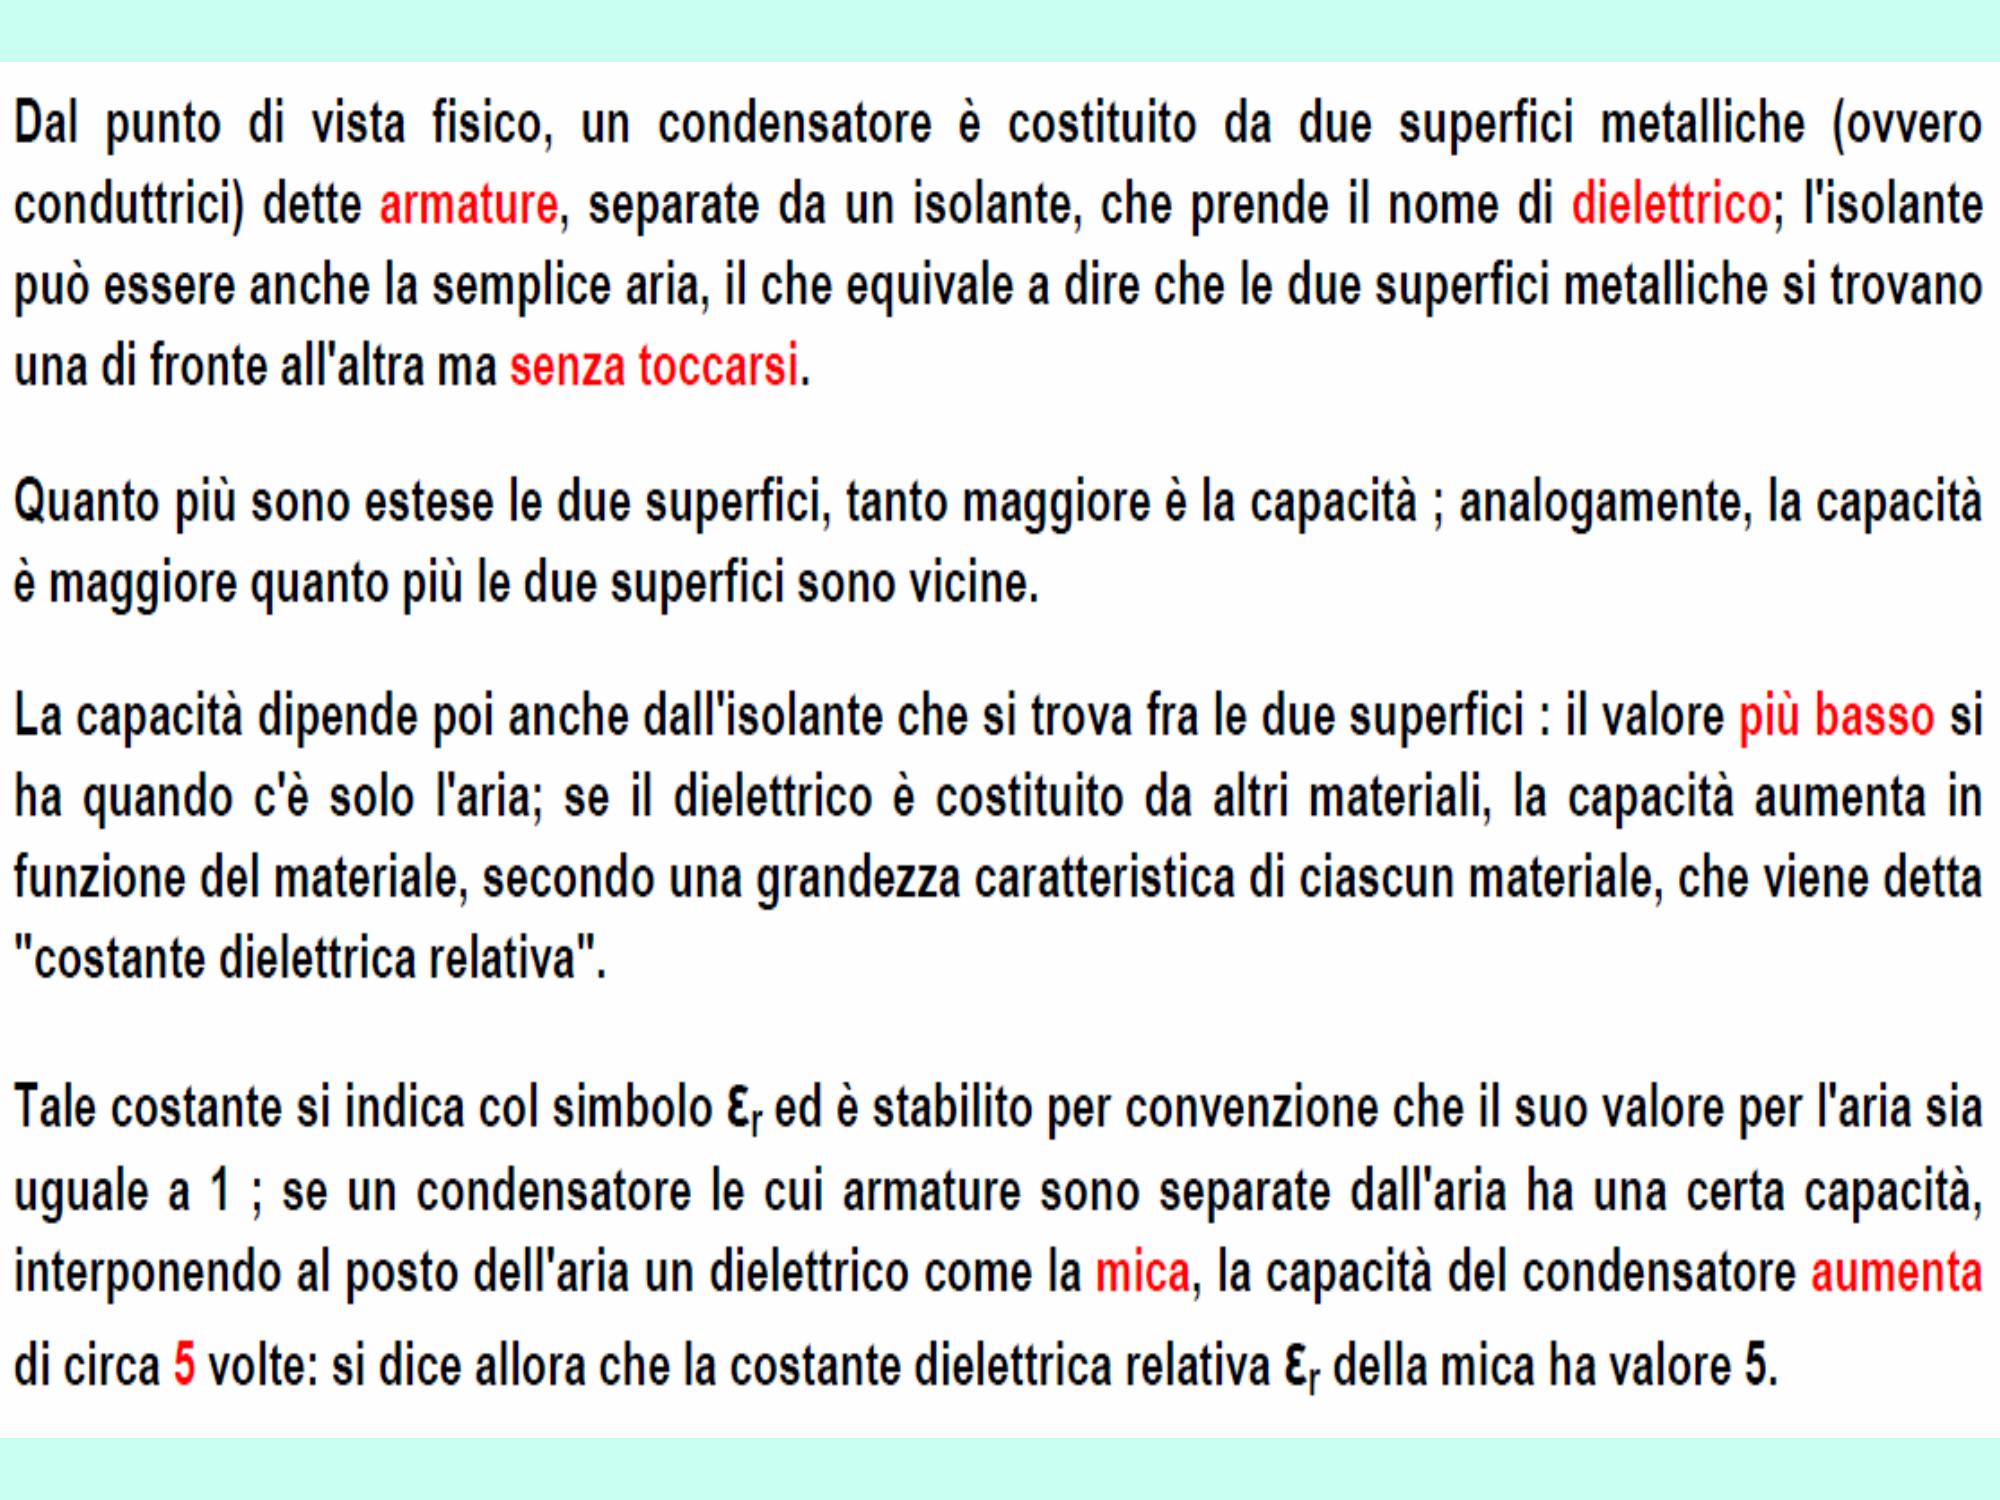 Dal punto di vista fisico, un condensatore è costituito da due superfici metalliche (ovvero
conduttrici) dette armature, separate da un isolante, che prende il nome di dielettrico; l'isolante
può essere anche la semplice aria, il che equivale a dire che le due superfici metalliche si trovano
una di fronte all'altra ma senza toccarsi.
Quanto più sono estese le due superfici, tanto maggiore è la capacità ; analogamente, la capacità
è maggiore quanto più le due superfici sono vicine.
La capacità dipende poi anche dall'isolante che si trova fra le due superfici : il valore più basso si
ha quando c'è solo l'aria; se il dielettrico è costituito da altri materiali, la capacità aumenta in
funzione del materiale, secondo una grandezza caratteristica di ciascun materiale, che viene detta
"costante dielettrica relativa".
Tale costante si indica col simbolo εr ed è stabilito per convenzione che il suo valore per l'aria sia
uguale a 1 ; se un condensatore le cui armature sono separate dall'aria ha una certa capacità,
interponendo al posto dell'aria un dielettrico come la mica, la capacità del condensatore aumenta
di circa 5 volte: si dice allora che la costante dielettrica relativa εr della mica ha valore 5.